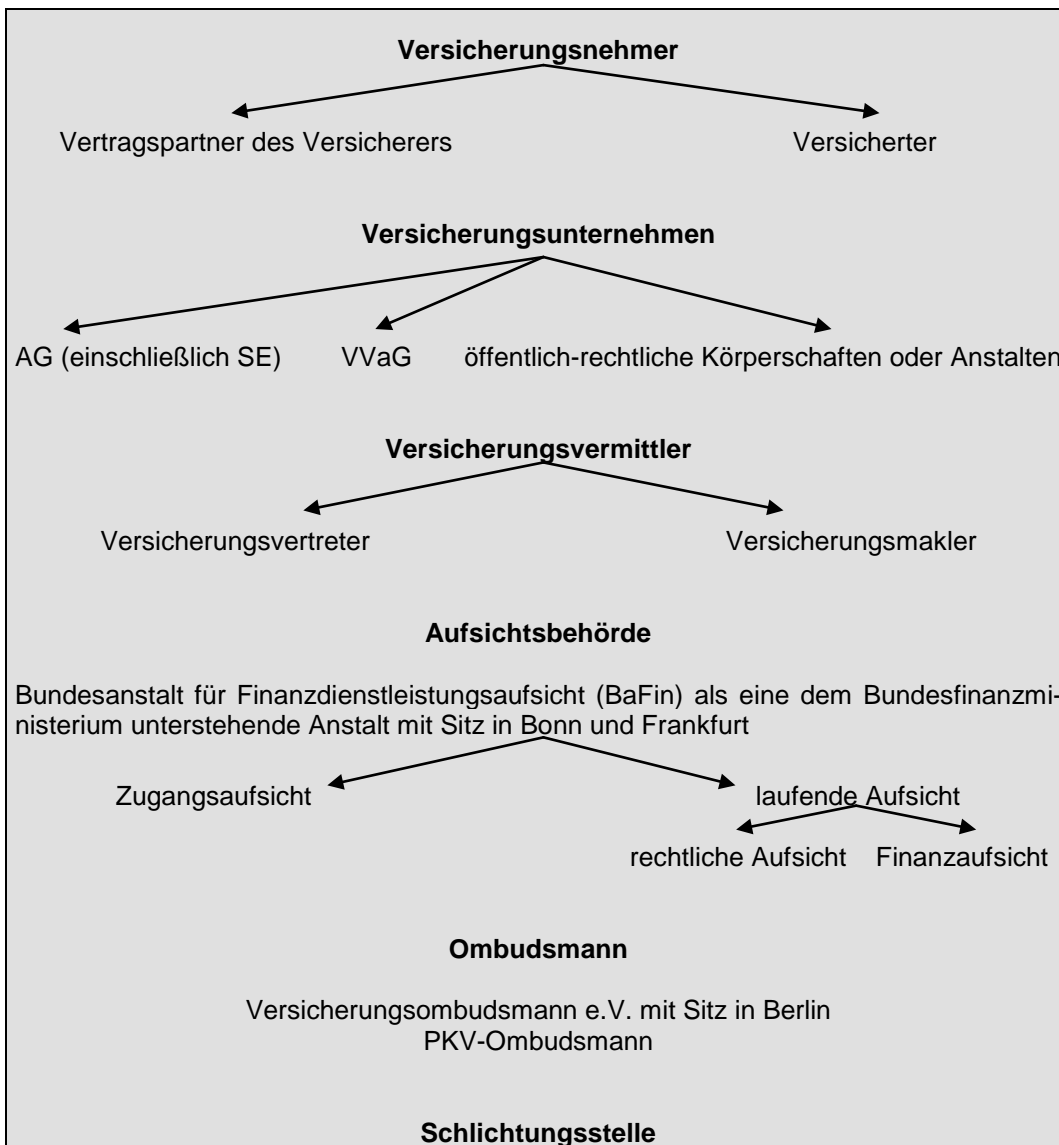 Versicherungsnehmer
Vertragspartner des Versicherers Versicherter
Versicherungsunternehmen
AG (einschließlich SE) VVaG öffentlich-rechtliche Körperschaften oder Anstalten
Versicherungsvermittler
Versicherungsvertreter Versicherungsmakler
Aufsichtsbehörde
Bundesanstalt für Finanzdienstleistungsaufsicht (BaFin) als eine dem Bundesfinanzmi-
nisterium unterstehende Anstalt mit Sitz in Bonn und Frankfurt
Zugangsaufsicht laufende Aufsicht
rechtliche Aufsicht Finanzaufsicht
Ombudsmann
Versicherungsombudsmann e.V. mit Sitz in Berlin
PKV-Ombudsmann
Schlichtungsstelle